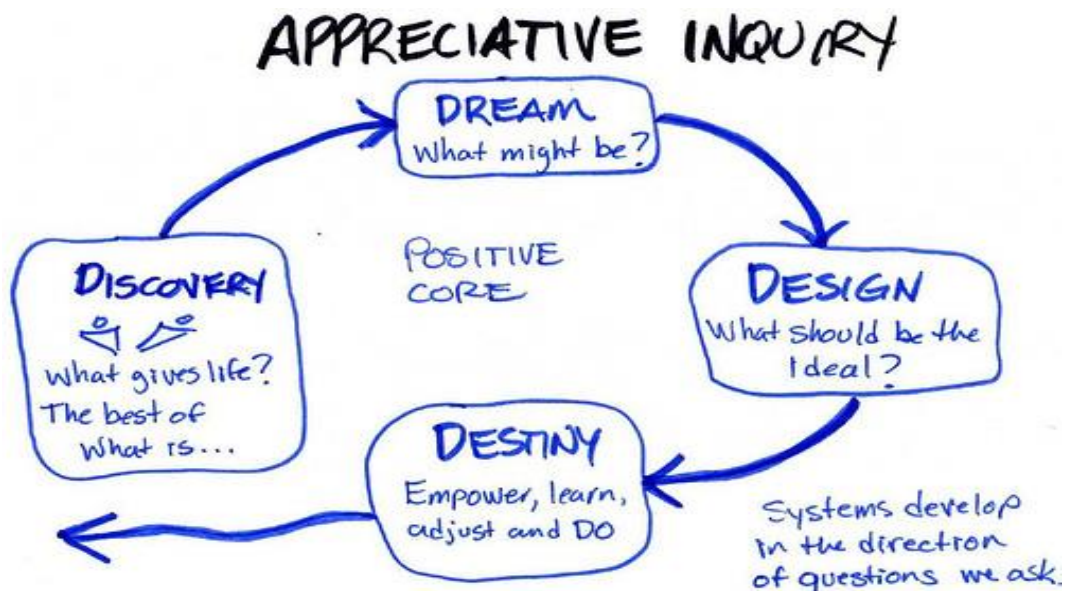 APPRECIATIVE INQUIRY
DREAM
What might be?
POSITIVE
CORE
DISCOVERY
What gives life?
The best of
What is...
DESIGN
What should be the
Ideal?
DESTINY
Empower, learn,
adjust and DO
Systems develop
in the direction
of questions we ask.